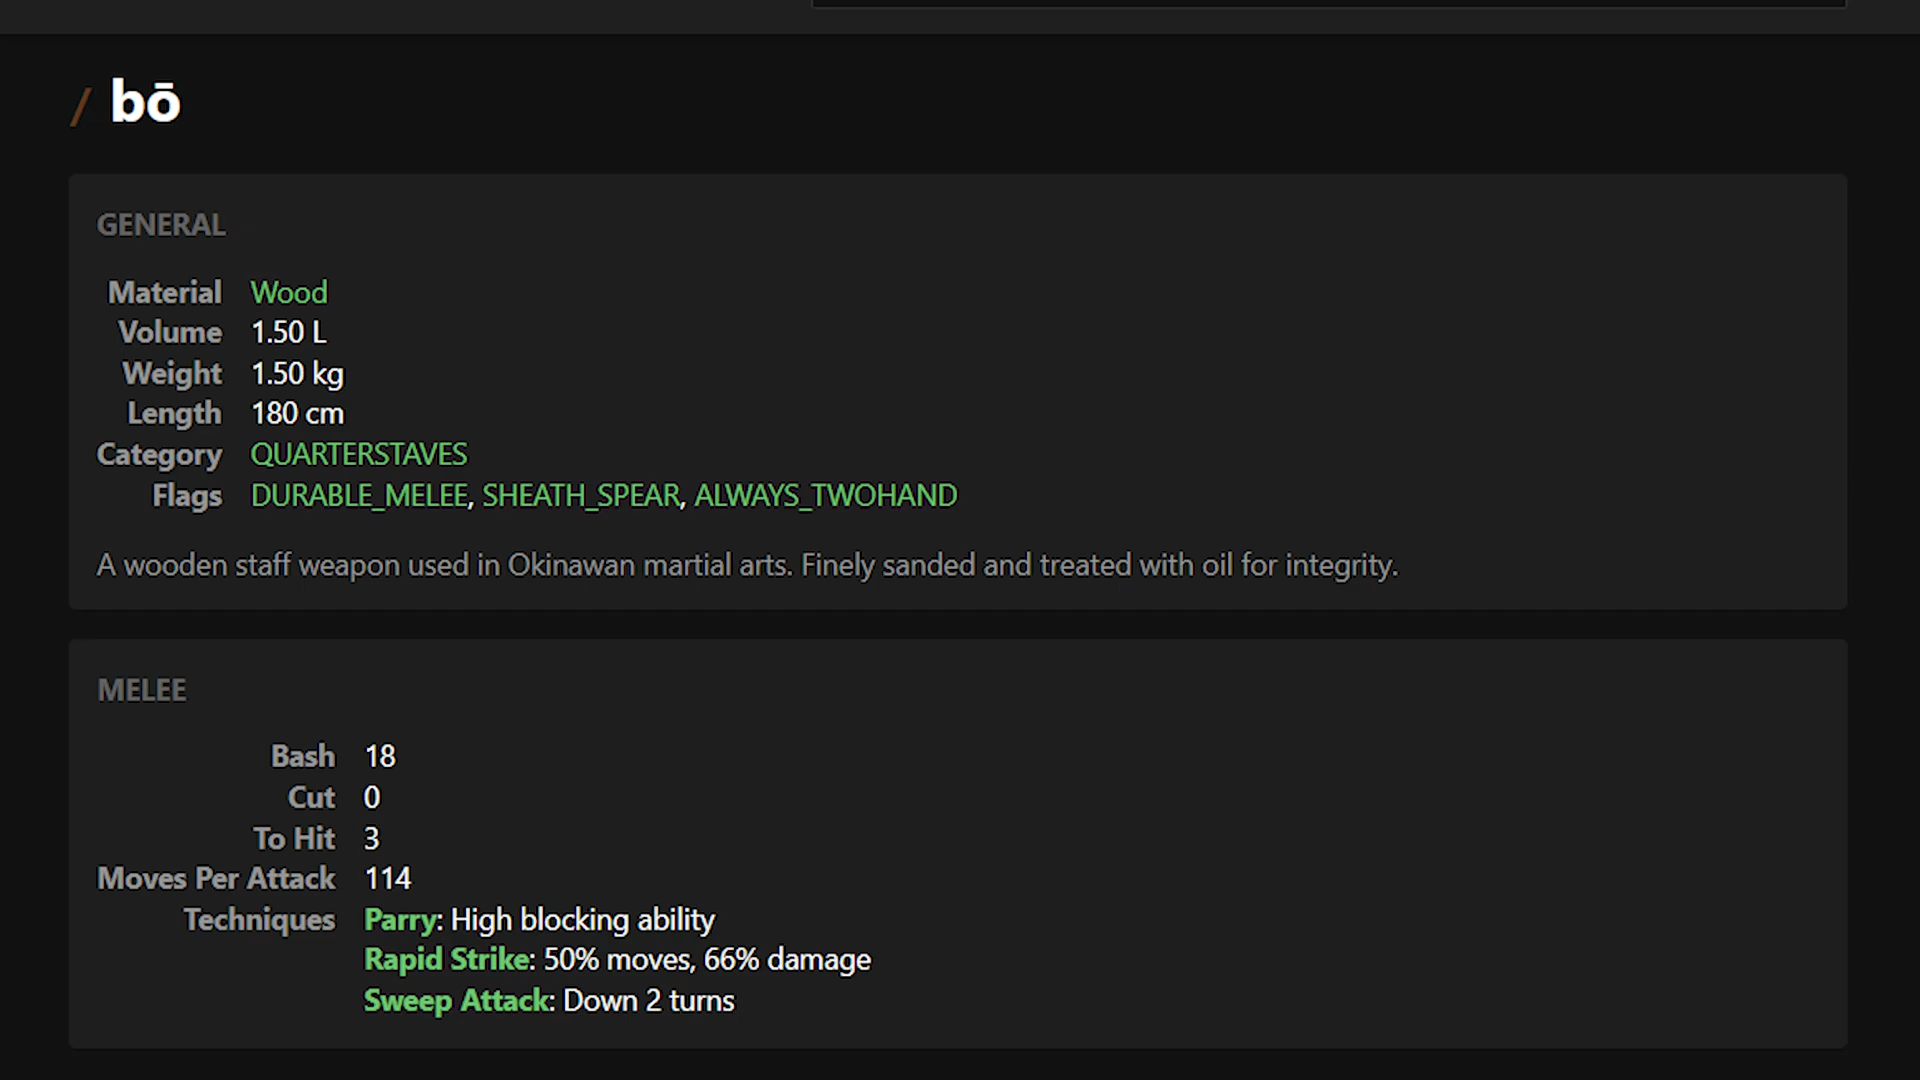 / bō
GENERAL
Material Wood
Volume 1.50 L
Weight 1.50 kg
Length 180 cm
Category QUARTERSTAVES
Flags DURABLE_MELEE, SHEATH_SPEAR, ALWAYS_TWOHAND
A wooden staff weapon used in Okinawan martial arts. Finely sanded and treated with oil for integrity.
MELEE
Bash 18
Cut 0
To Hit 3
Moves Per Attack 114
Techniques Parry: High blocking ability
Rapid Strike: 50% moves, 66% damage
Sweep Attack: Down 2 turns